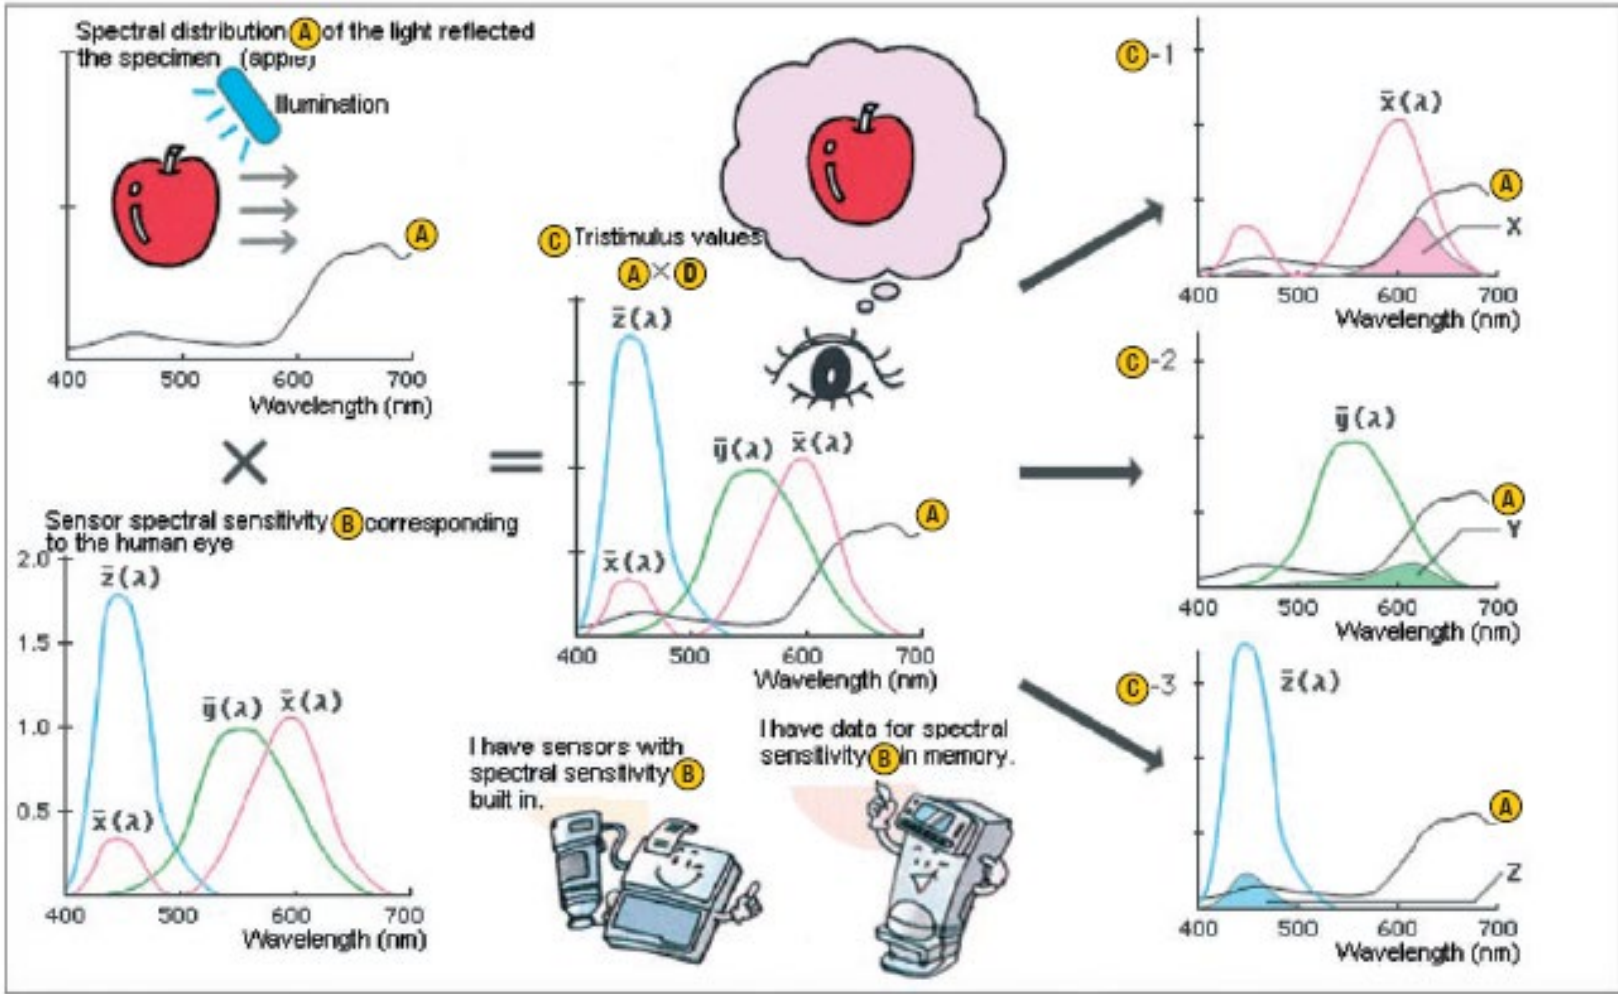 Spectral distribution A of the light reflected
the specimen (apple)
Illumination
A
400 500 600 700
Wavelength (nm)
×
Sensor spectral sensitivity B corresponding
to the human eye
2.0
1.5
1.0
0.5
z̄(λ)
ȳ(λ)
x̄(λ)
x̄(λ)
400 500 600 700
Wavelength (nm)
=
C Tristimulus values
A × D
z̄(λ)
ȳ(λ)
x̄(λ)
x̄(λ)
A
400 500 600 700
Wavelength (nm)
I have sensors with
spectral sensitivity B
built in.
I have data for spectral
sensitivity B in memory.
C-1
x̄(λ)
A
X
400 500 600 700
Wavelength (nm)
C-2
ȳ(λ)
A
Y
400 500 600 700
Wavelength (nm)
C-3
z̄(λ)
A
Z
400 500 600 700
Wavelength (nm)